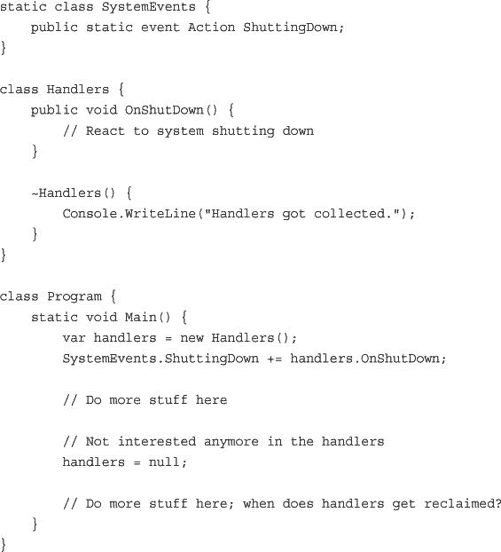 static class SystemEvents {
    public static event Action ShuttingDown;
}

class Handlers {
    public void OnShutDown() {
        // React to system shutting down
    }

    ~Handlers() {
        Console.WriteLine("Handlers got collected.");
    }
}

class Program {
    static void Main() {
        var handlers = new Handlers();
        SystemEvents.ShuttingDown += handlers.OnShutDown;

        // Do more stuff here

        // Not interested anymore in the handlers
        handlers = null;

        // Do more stuff here; when does handlers get reclaimed?
    }
}